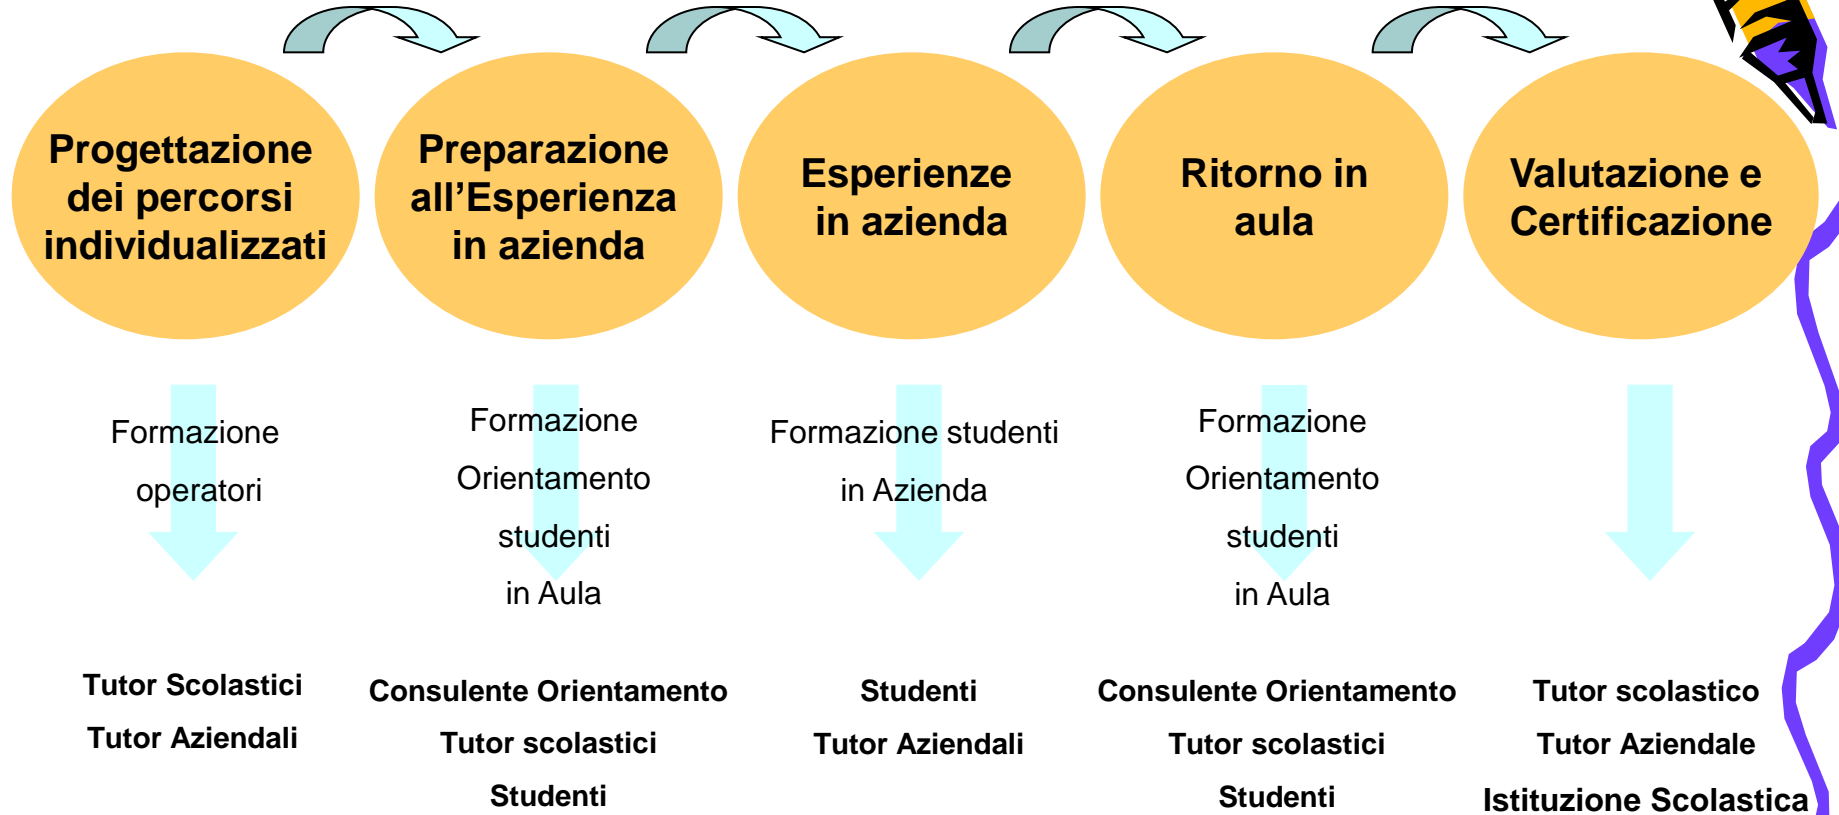 Progettazione
dei percorsi
individualizzati
Preparazione
all’Esperienza
in azienda
Esperienze
in azienda
Ritorno in
aula
Valutazione e
Certificazione
Formazione
operatori
Formazione
Orientamento
studenti
in Aula
Formazione studenti
in Azienda
Formazione
Orientamento
studenti
in Aula
Tutor Scolastici
Tutor Aziendali
Consulente Orientamento
Tutor scolastici
Studenti
Studenti
Tutor Aziendali
Consulente Orientamento
Tutor scolastici
Studenti
Tutor scolastico
Tutor Aziendale
Istituzione Scolastica